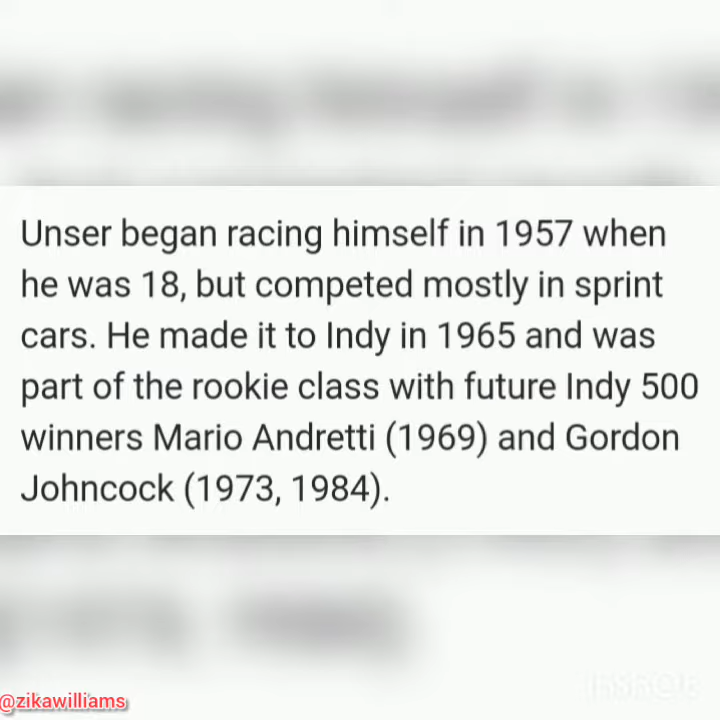 Unser began racing himself in 1957 when
he was 18, but competed mostly in sprint
cars. He made it to Indy in 1965 and was
part of the rookie class with future Indy 500
winners Mario Andretti (1969) and Gordon
Johncock (1973, 1984).
@zikawilliams